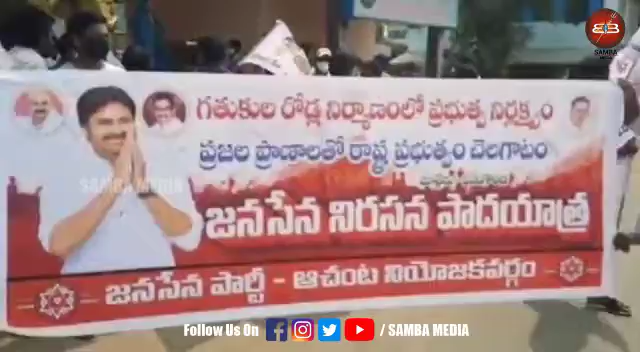 SAMBA
గతుకుల రోడ్ల నిర్మాణంలో ప్రభుత్వ నిర్లక్ష్యం
ప్రజల ప్రాణాలతో రాష్ట్ర ప్రభుత్వం చెలగాటం
SAMBA MEDIA
జనసేన నిరసన పాదయాత్ర
జనసేన పార్టీ - ఆచంట నియోజకవర్గం
Follow Us On / SAMBA MEDIA